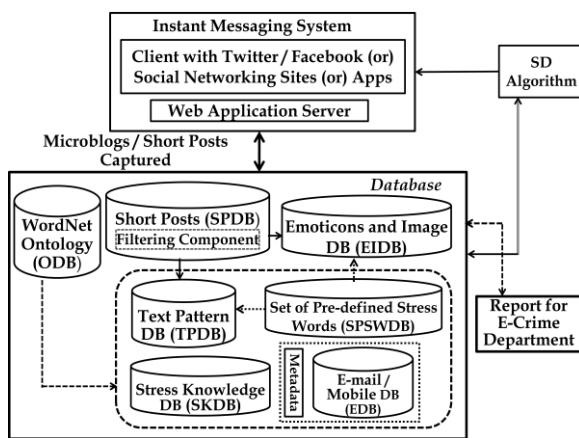 Instant Messaging System
Client with Twitter / Facebook (or)
Social Networking Sites (or) Apps
Web Application Server
SD
Algorithm
Microblogs / Short Posts
Captured
Database
WordNet
Ontology
(ODB)
Short Posts (SPDB)
Filtering Component
Emoticons and Image
DB (EIDB)
Text Pattern
DB (TPDB)
Set of Pre-defined Stress
Words (SPSWDB)
Report for
E-Crime
Department
Stress Knowledge
DB (SKDB)
Metadata
E-mail /
Mobile DB
(EDB)